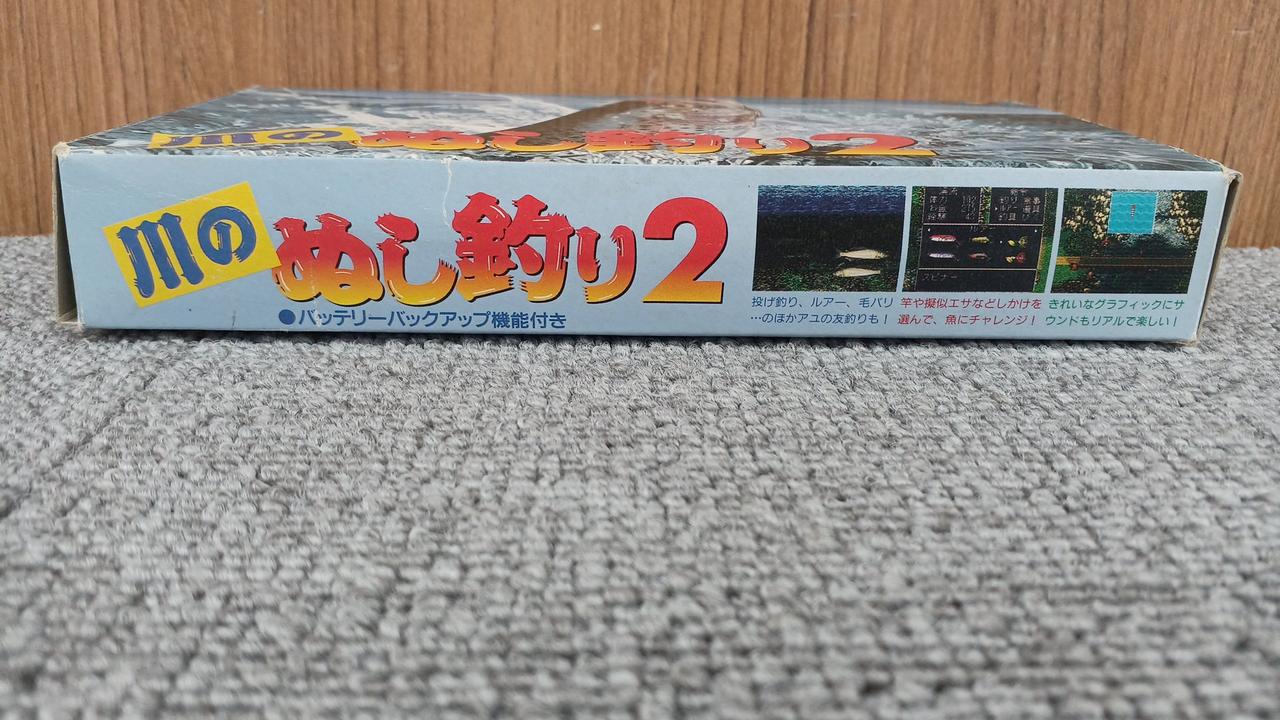 川のぬし釣り2
川のぬし釣り2
●バッテリーバックアップ機能付き
投げ釣り、ルアー、毛バリ
…のほかアユの友釣りも！
竿や擬似エサなどしかけを
選んで、魚にチャレンジ！
きれいなグラフィックにサ
ウンドもリアルで楽しい！